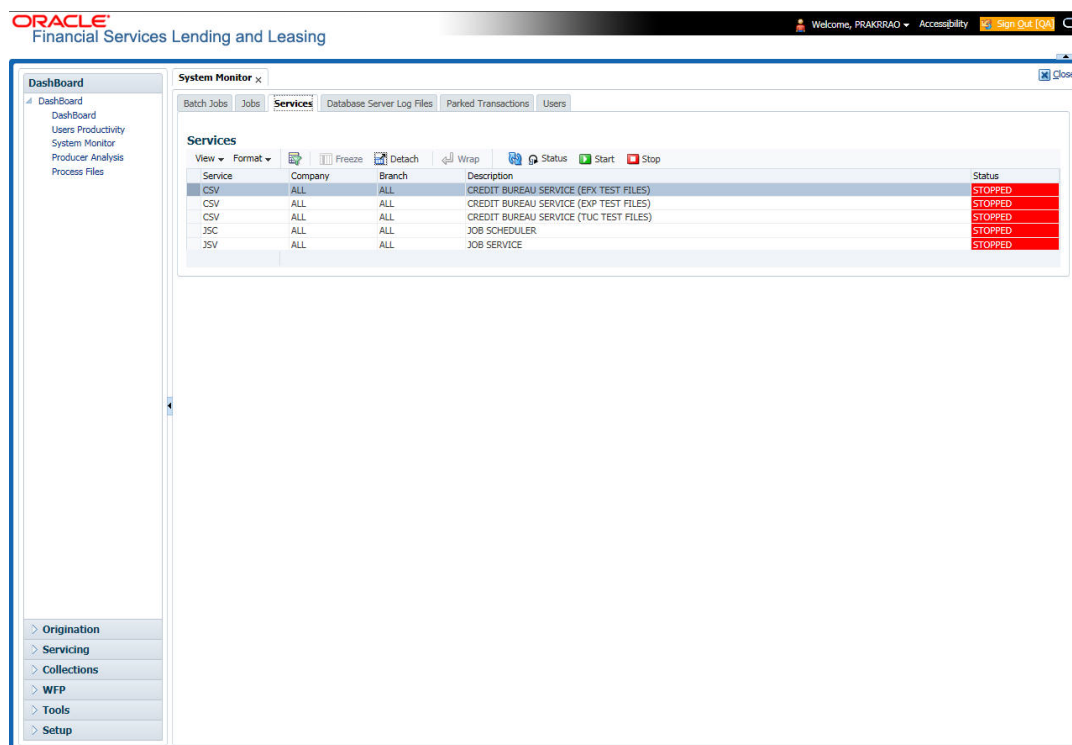 ORACLE
Financial Services Lending and Leasing
Welcome, PRAKRRAO Accessibility Sign Out [QA]
Close
DashBoard
DashBoard
DashBoard
Users Productivity
System Monitor
Producer Analysis
Process Files
System Monitor x
Batch Jobs Jobs Services Database Server Log Files Parked Transactions Users
Services
View Format Freeze Detach Wrap Status Start Stop
Service Company Branch Description Status
CSV ALL ALL CREDIT BUREAU SERVICE (EFX TEST FILES) STOPPED
CSV ALL ALL CREDIT BUREAU SERVICE (EXP TEST FILES) STOPPED
CSV ALL ALL CREDIT BUREAU SERVICE (TUC TEST FILES) STOPPED
JSC ALL ALL JOB SCHEDULER STOPPED
JSV ALL ALL JOB SERVICE STOPPED
Origination
Servicing
Collections
WFP
Tools
Setup